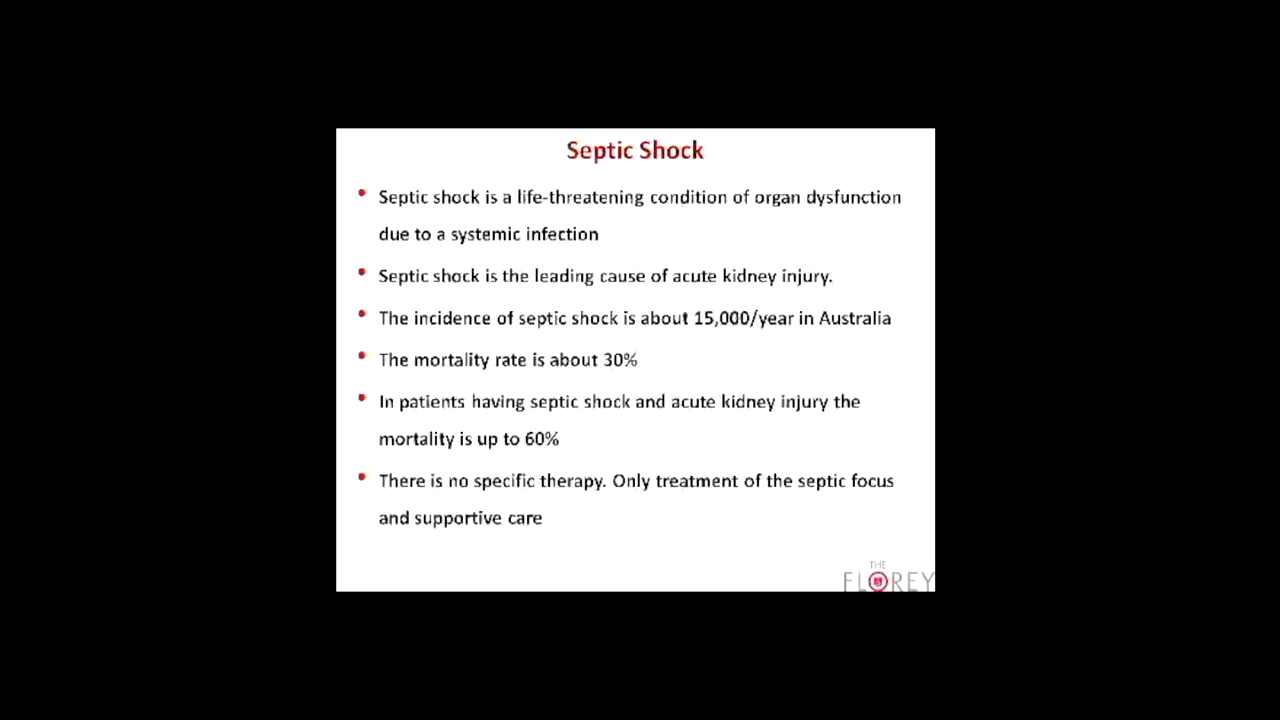 Septic Shock
• Septic shock is a life-threatening condition of organ dysfunction
due to a systemic infection
• Septic shock is the leading cause of acute kidney injury.
• The incidence of septic shock is about 15,000/year in Australia
• The mortality rate is about 30%
• In patients having septic shock and acute kidney injury the
mortality is up to 60%
• There is no specific therapy. Only treatment of the septic focus
and supportive care
THE
FLOREY